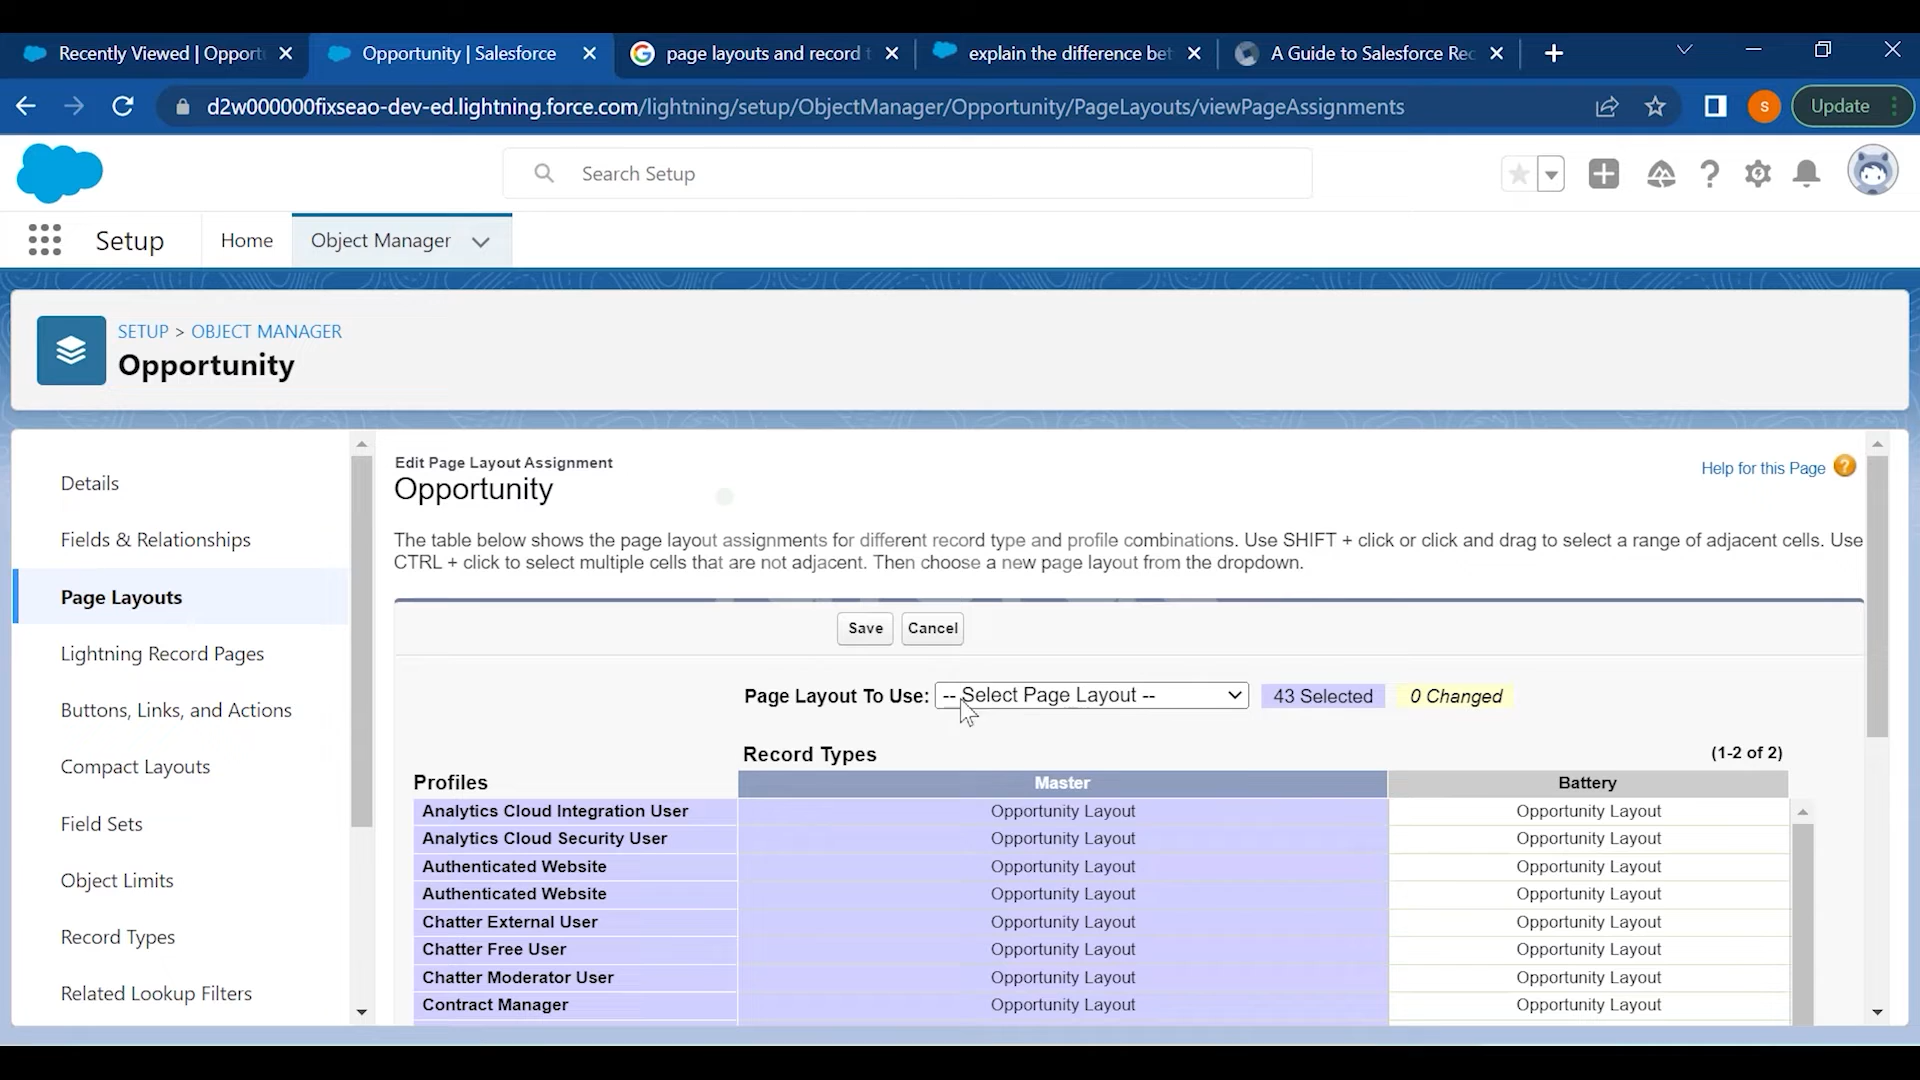 Recently Viewed | Opport
Opportunity | Salesforce
page layouts and record t
explain the difference bet
A Guide to Salesforce Rec
d2w000000fixseao-dev-ed.lightning.force.com/lightning/setup/ObjectManager/Opportunity/PageLayouts/viewPageAssignments
S
Update
Search Setup
Setup
Home
Object Manager
SETUP > OBJECT MANAGER
Opportunity
Details
Fields & Relationships
Page Layouts
Lightning Record Pages
Buttons, Links, and Actions
Compact Layouts
Field Sets
Object Limits
Record Types
Related Lookup Filters
Edit Page Layout Assignment
Opportunity
Help for this Page
The table below shows the page layout assignments for different record type and profile combinations. Use SHIFT + click or click and drag to select a range of adjacent cells. Use
CTRL + click to select multiple cells that are not adjacent. Then choose a new page layout from the dropdown.
Save Cancel
Page Layout To Use: -- Select Page Layout -- 43 Selected 0 Changed
Record Types (1-2 of 2)
Profiles Master Battery
Analytics Cloud Integration User Opportunity Layout Opportunity Layout
Analytics Cloud Security User Opportunity Layout Opportunity Layout
Authenticated Website Opportunity Layout Opportunity Layout
Authenticated Website Opportunity Layout Opportunity Layout
Chatter External User Opportunity Layout Opportunity Layout
Chatter Free User Opportunity Layout Opportunity Layout
Chatter Moderator User Opportunity Layout Opportunity Layout
Contract Manager Opportunity Layout Opportunity Layout